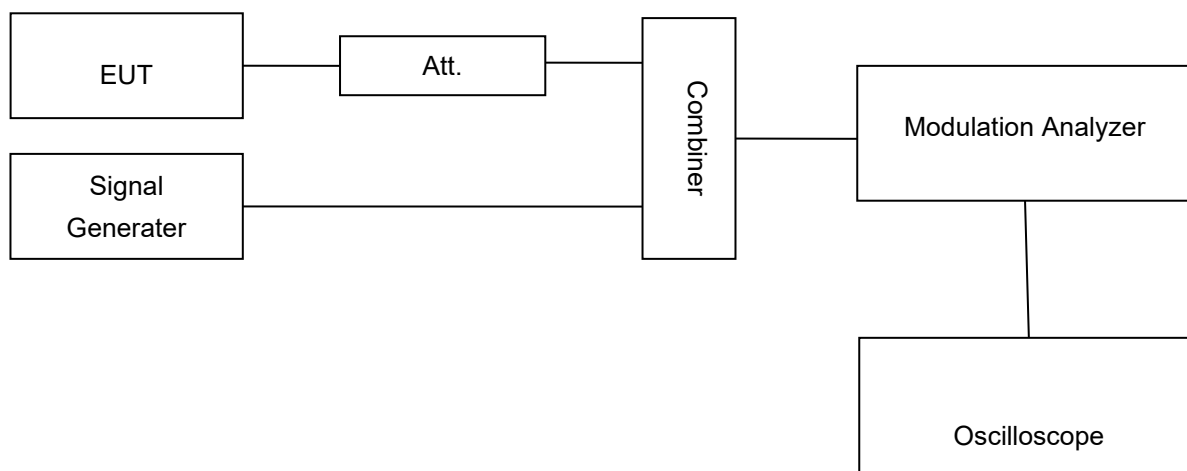 EUT
Att.
Combiner
Modulation Analyzer
Signal
Generater
Oscilloscope